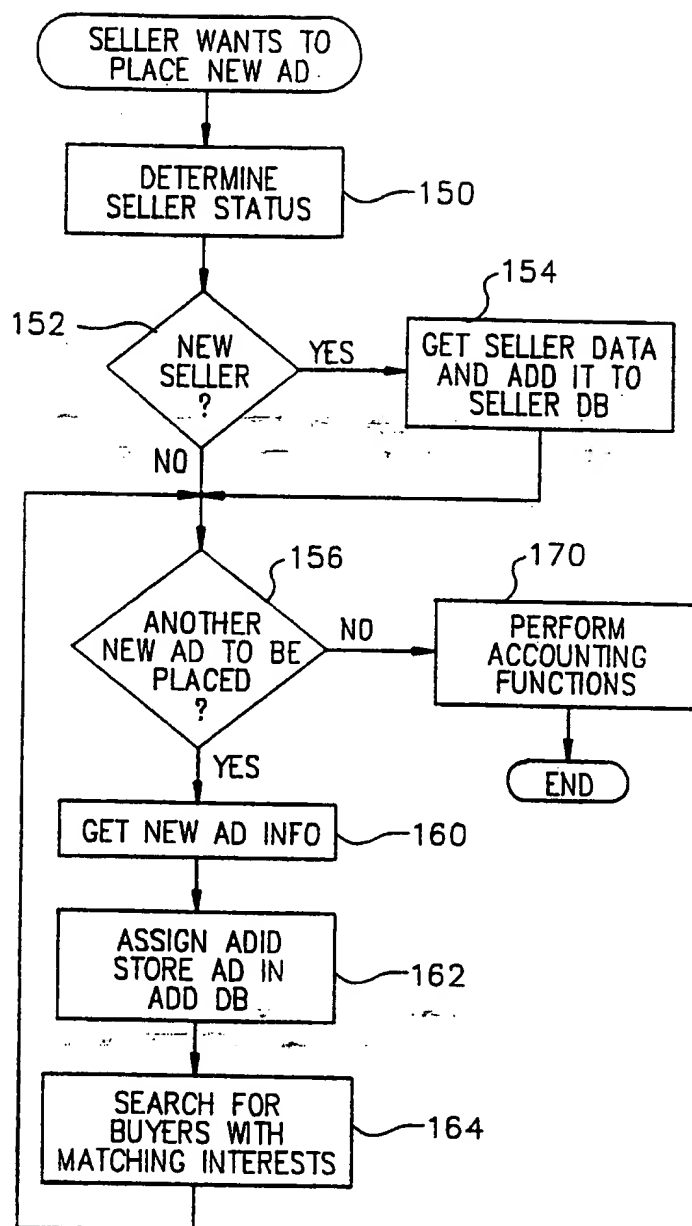 SELLER WANTS TO
PLACE NEW AD
DETERMINE
SELLER STATUS
150
152
NEW
SELLER
?
YES
NO
154
GET SELLER DATA
AND ADD IT TO
SELLER DB
156
ANOTHER
NEW AD TO BE
PLACED
?
NO
YES
170
PERFORM
ACCOUNTING
FUNCTIONS
END
GET NEW AD INFO
160
ASSIGN ADID
STORE AD IN
ADD DB
162
SEARCH FOR
BUYERS WITH
MATCHING INTERESTS
164